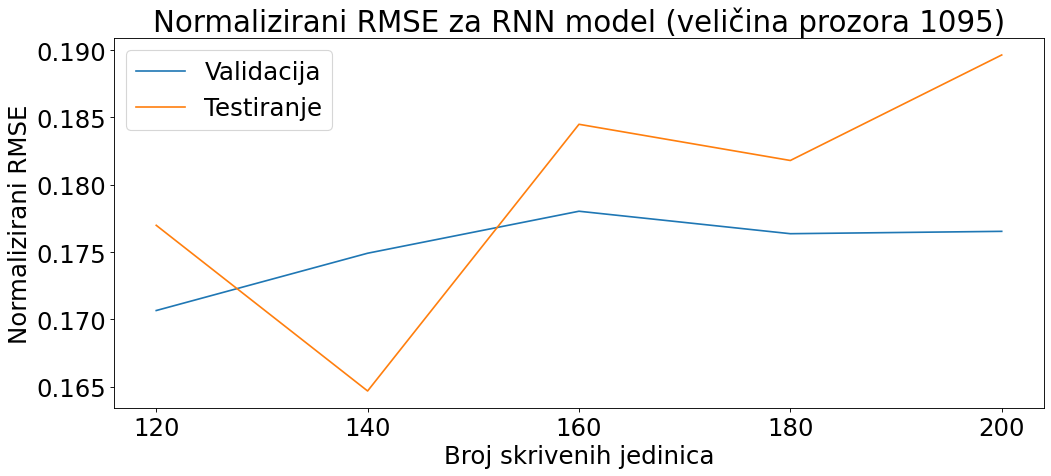 Normalizirani RMSE za RNN model (veličina prozora 1095)
Validacija
Testiranje
Normalizirani RMSE
0.190
0.185
0.180
0.175
0.170
0.165
120 140 160 180 200
Broj skrivenih jedinica